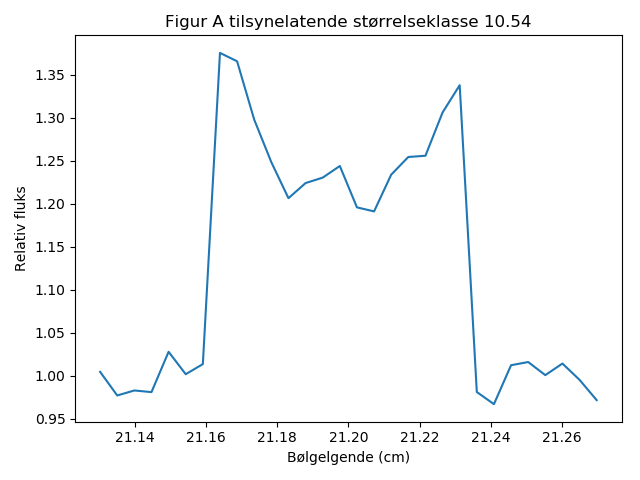 Figur A tilsynelatende størrelseklasse 10.54
Relativ fluks
1.35
1.30
1.25
1.20
1.15
1.10
1.05
1.00
0.95
21.14 21.16 21.18 21.20 21.22 21.24 21.26
Bølgelgende (cm)